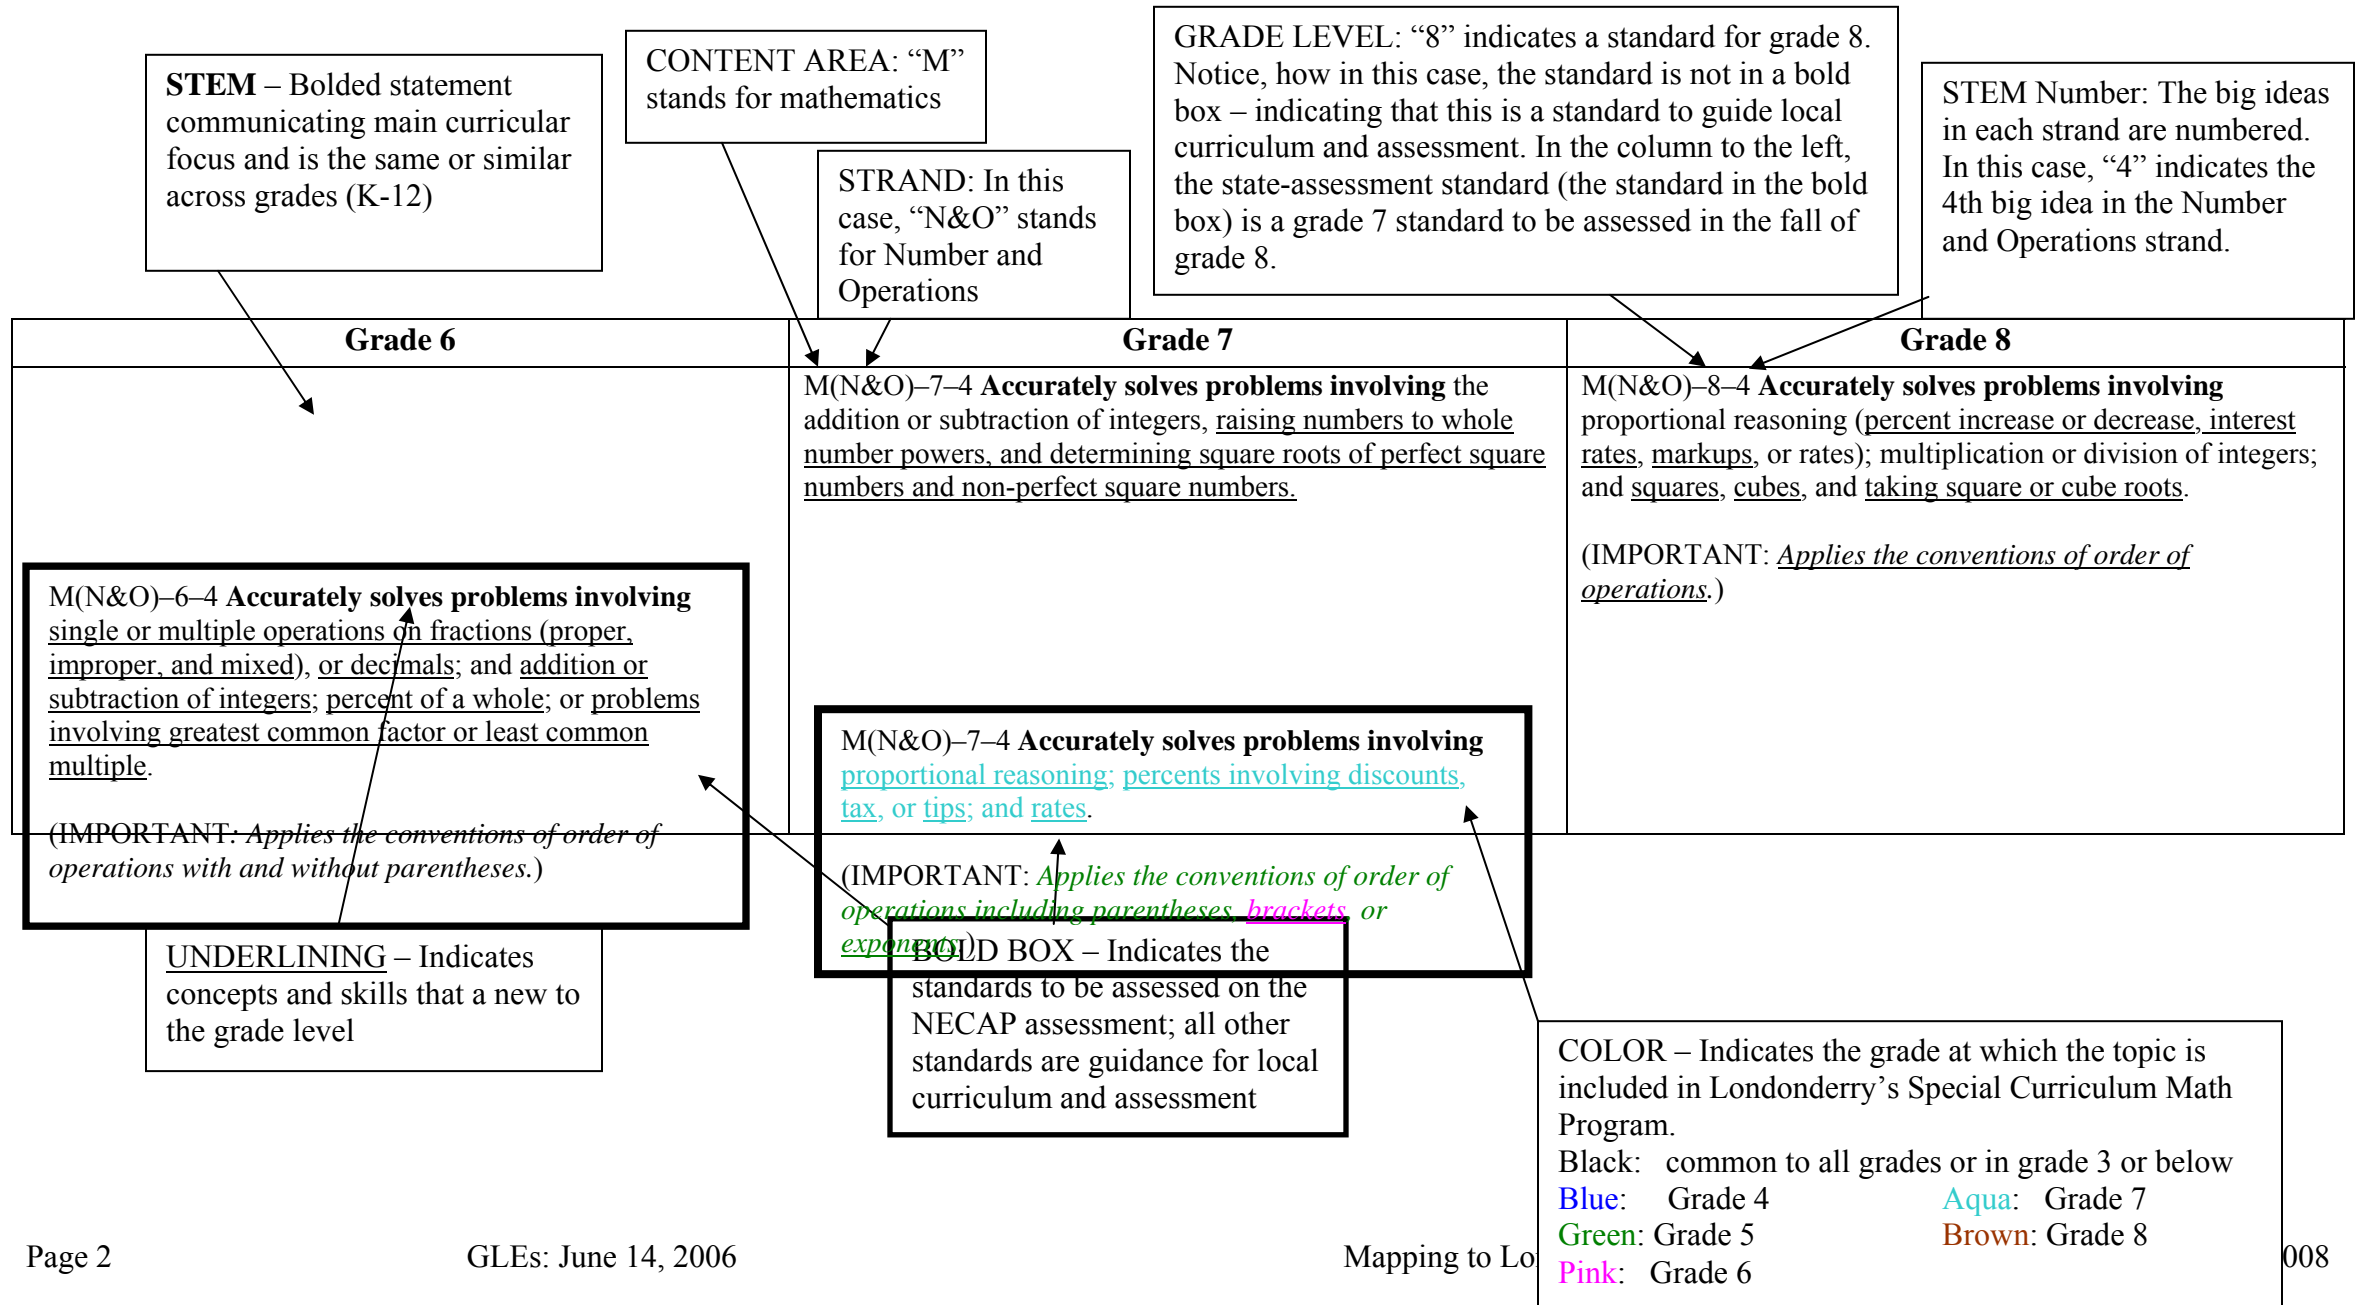 STEM – Bolded statement
communicating main curricular
focus and is the same or similar
across grades (K-12)
CONTENT AREA: “M”
stands for mathematics
STRAND: In this
case, “N&O” stands
for Number and
Operations
GRADE LEVEL: “8” indicates a standard for grade 8.
Notice, how in this case, the standard is not in a bold
box – indicating that this is a standard to guide local
curriculum and assessment. In the column to the left,
the state-assessment standard (the standard in the bold
box) is a grade 7 standard to be assessed in the fall of
grade 8.
STEM Number: The big ideas
in each strand are numbered.
In this case, “4” indicates the
4th big idea in the Number
and Operations strand.
Grade 6
Grade 7
Grade 8
M(N&O)–6–4 Accurately solves problems involving
single or multiple operations on fractions (proper,
improper, and mixed), or decimals; and addition or
subtraction of integers; percent of a whole; or problems
involving greatest common factor or least common
multiple.
(IMPORTANT: Applies the conventions of order of
operations with and without parentheses.)
M(N&O)–7–4 Accurately solves problems involving the
addition or subtraction of integers, raising numbers to whole
number powers, and determining square roots of perfect square
numbers and non-perfect square numbers.
M(N&O)–7–4 Accurately solves problems involving
proportional reasoning; percents involving discounts,
tax, or tips; and rates.
(IMPORTANT: Applies the conventions of order of
operations including parentheses, brackets, or
exponents.)
M(N&O)–8–4 Accurately solves problems involving
proportional reasoning (percent increase or decrease, interest
rates, markups, or rates); multiplication or division of integers;
and squares, cubes, and taking square or cube roots.
(IMPORTANT: Applies the conventions of order of
operations.)
UNDERLINING – Indicates
concepts and skills that a new to
the grade level
BOLD BOX – Indicates the
standards to be assessed on the
NECAP assessment; all other
standards are guidance for local
curriculum and assessment
COLOR – Indicates the grade at which the topic is
included in Londonderry’s Special Curriculum Math
Program.
Black: common to all grades or in grade 3 or below
Blue: Grade 4 Aqua: Grade 7
Green: Grade 5 Brown: Grade 8
Pink: Grade 6
Page 2 GLEs: June 14, 2006 Mapping to Lo 008